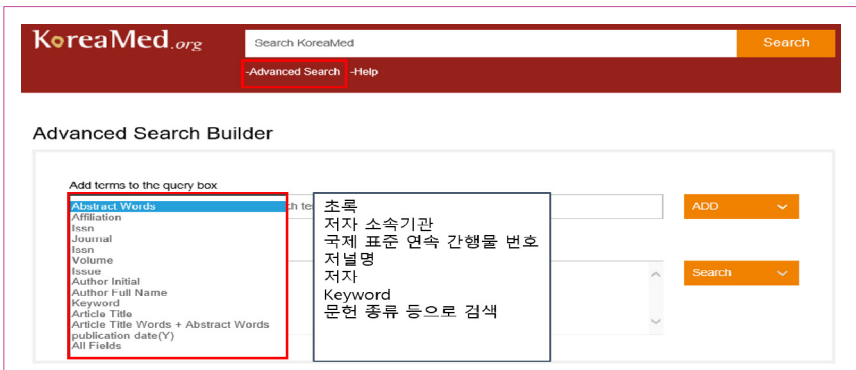 KoreaMed.org
Search KoreaMed
Search
-Advanced Search -Help
Advanced Search Builder
Add terms to the query box
Abstract Words
Affiliation
Issn
Journal
Issn
Volume
Issue
Author Initial
Author Full Name
Keyword
Article Title
Article Title Words + Abstract Words
publication date(Y)
All Fields
초록
저자 소속기관
국제 표준 연속 간행물 번호
저널명
저자
Keyword
문헌 종류 등으로 검색
ADD
Search